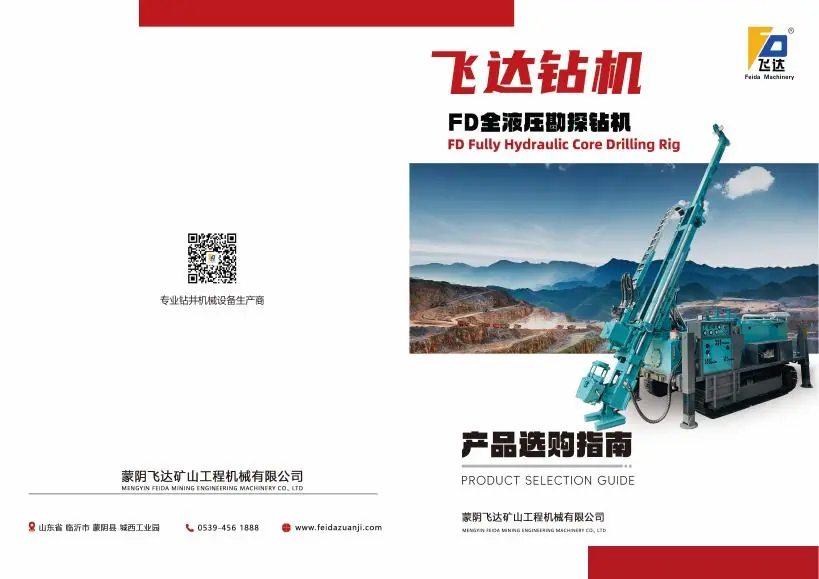 专业钻井机械设备生产商
蒙阴飞达矿山工程机械有限公司
MENGYIN FEIDA MINING ENGINEERING MACHINERY CO., LTD
山东省 临沂市 蒙阴县 城西工业园
0539-456 1888
www.feidazuanji.com
飞达®
Feida Machinery
飞达钻机
FD全液压勘探钻机
FD Fully Hydraulic Core Drilling Rig
产品选购指南
PRODUCT SELECTION GUIDE
蒙阴飞达矿山工程机械有限公司
MENGYIN FEIDA MINING ENGINEERING MACHINERY CO., LTD